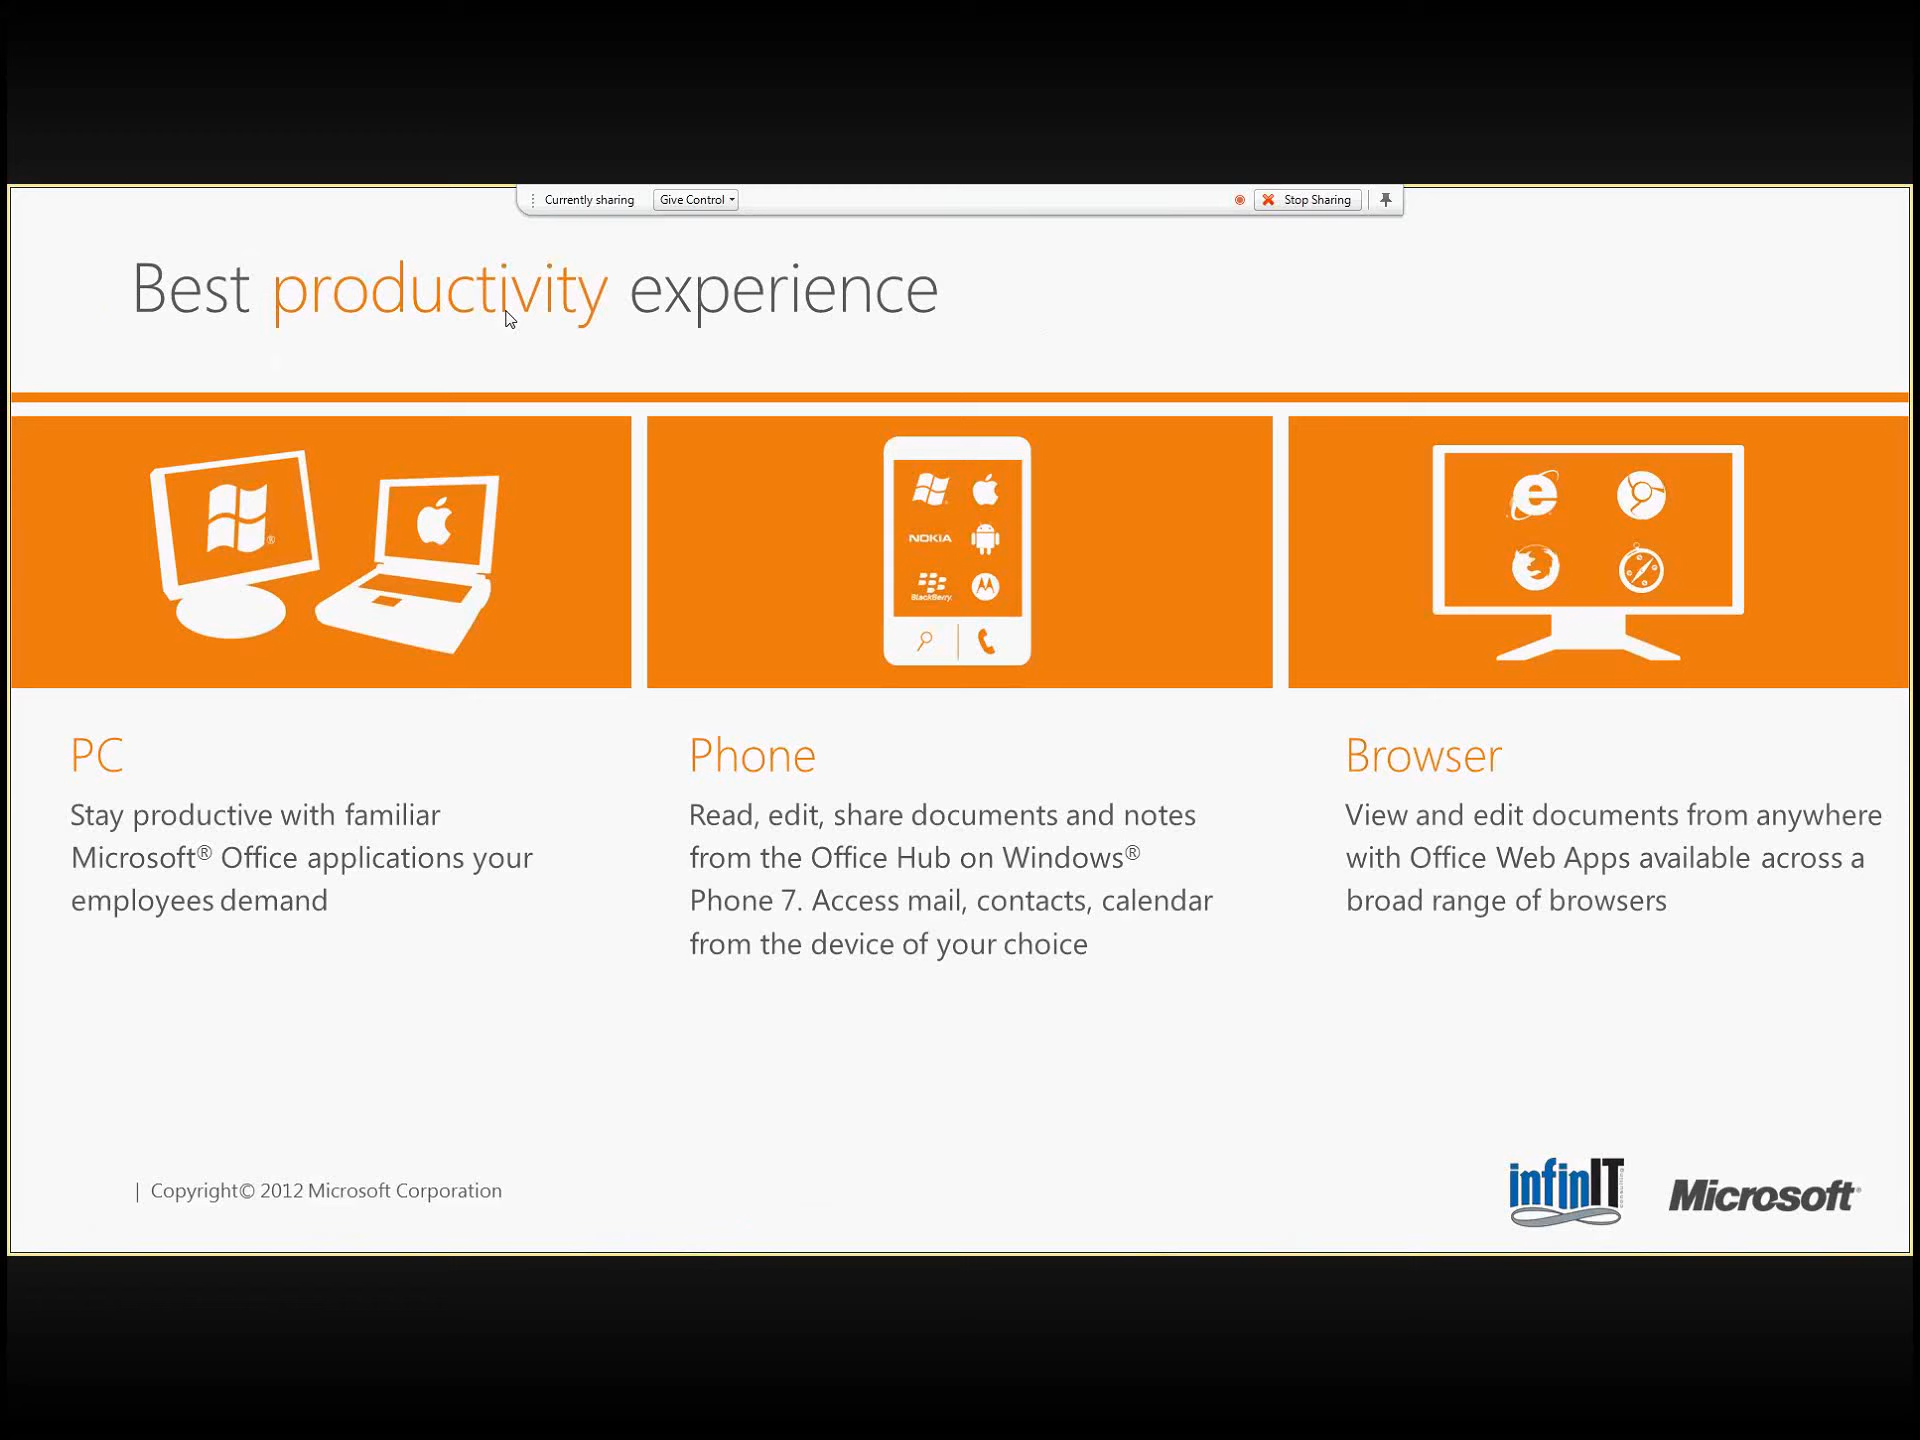 Currently sharing
Give Control
Stop Sharing
Best productivity experience
NOKIA
BlackBerry
PC
Stay productive with familiar
Microsoft® Office applications your
employees demand
Phone
Read, edit, share documents and notes
from the Office Hub on Windows®
Phone 7. Access mail, contacts, calendar
from the device of your choice
Browser
View and edit documents from anywhere
with Office Web Apps available across a
broad range of browsers
| Copyright© 2012 Microsoft Corporation
infinIT
Microsoft®